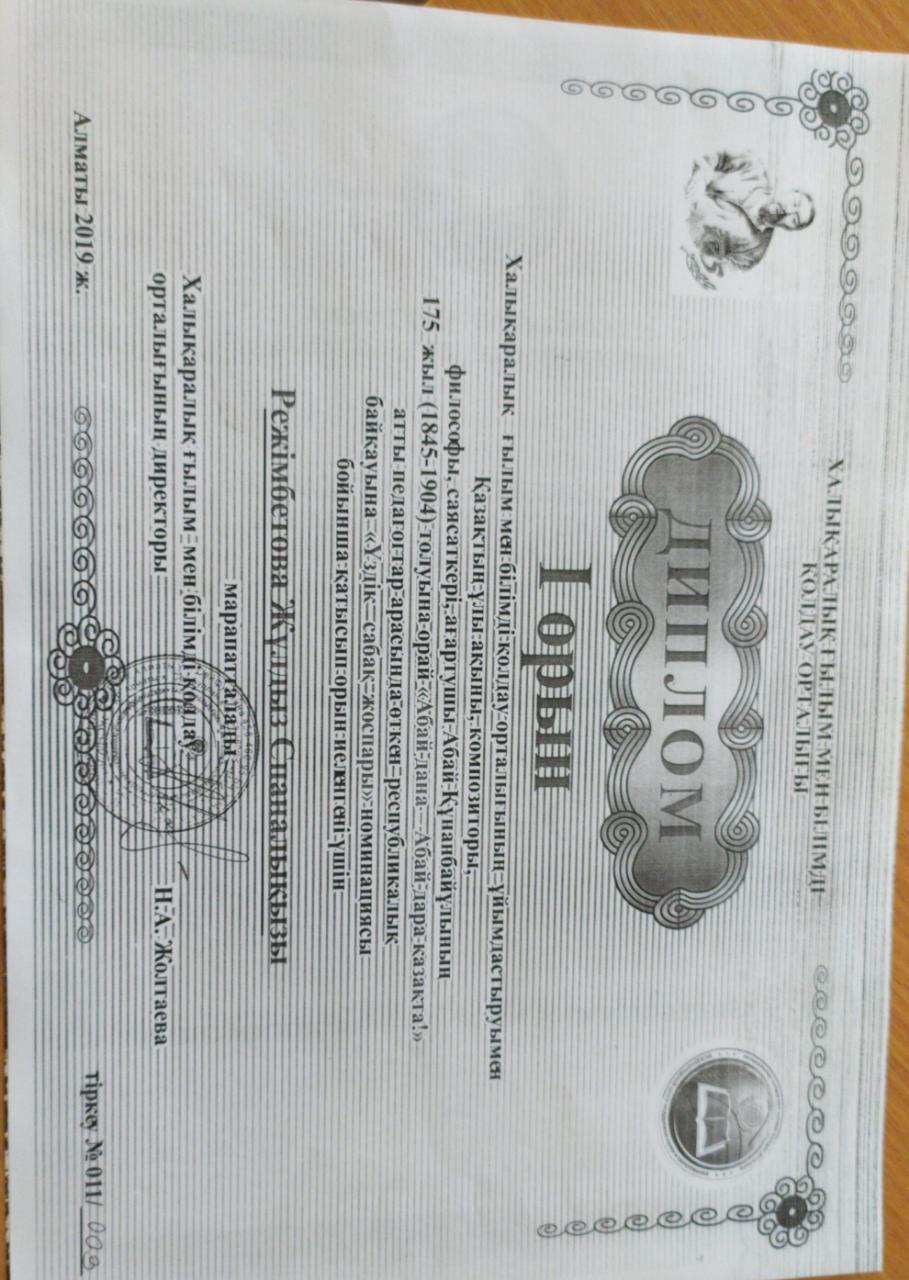 ХАЛЫҚАРАЛЫҚ ҒЫЛЫМ МЕН БІЛІМДІ
ҚОЛДАУ ОРТАЛЫҒЫ
ДИПЛОМ
I орын
Халықаралық ғылым мен білімді қолдау орталығының ұйымдастыруымен
Қазақтың ұлы ақыны, композиторы,
философы, саясаткері, ағартушы Абай Құнанбайұлының
175 жыл (1845-1904) толуына орай «Абай дана – Абай дара қазақта!»
атты педагогтар арасында өткен республикалық
байқауына «Үздік сабақ жоспары» номинациясы
бойынша қатысып орын иеленгені үшін
Режімбетова Жұлдыз Спаналықызы
марапатталады
Халықаралық ғылым мен білімді қолдау
орталығының директоры Н.А. Жолтаева
Алматы 2019 ж.
тіркеу № 011/ 009